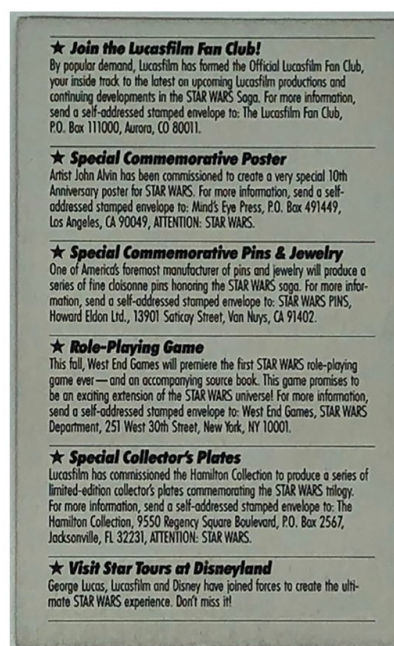 ★ Join the Lucasfilm Fan Club!
By popular demand, Lucasfilm has formed the Official Lucasfilm Fan Club,
your inside track to the latest on upcoming Lucasfilm productions and
continuing developments in the STAR WARS Saga. For more information,
send a self-addressed stamped envelope to: The Lucasfilm Fan Club,
P.O. Box 111000, Aurora, CO 80011.
★ Special Commemorative Poster
Artist John Alvin has been commissioned to create a very special 10th
Anniversary poster for STAR WARS. For more information, send a self-
addressed stamped envelope to: Mind's Eye Press, P.O. Box 491449,
Los Angeles, CA 90049, ATTENTION: STAR WARS.
★ Special Commemorative Pins & Jewelry
One of America's foremost manufacturer of pins and jewelry will produce a
series of fine cloisonne pins honoring the STAR WARS saga. For more infor-
mation, send a self-addressed stamped envelope to: STAR WARS PINS,
Howard Eldon Ltd., 13901 Saticoy Street, Van Nuys, CA 91402.
★ Role-Playing Game
This fall, West End Games will premiere the first STAR WARS role-playing
game ever — and an accompanying source book. This game promises to
be an exciting extension of the STAR WARS universe! For more information,
send a self-addressed stamped envelope to: West End Games, STAR WARS
Department, 251 West 30th Street, New York, NY 10001.
★ Special Collector's Plates
Lucasfilm has commissioned the Hamilton Collection to produce a series of
limited-edition collector's plates commemorating the STAR WARS trilogy.
For more information, send a self-addressed stamped envelope to: The
Hamilton Collection, 9550 Regency Square Boulevard, P.O. Box 2567,
Jacksonville, FL 32231, ATTENTION: STAR WARS.
★ Visit Star Tours at Disneyland
George Lucas, Lucasfilm and Disney have joined forces to create the ulti-
mate STAR WARS experience. Don't miss it!